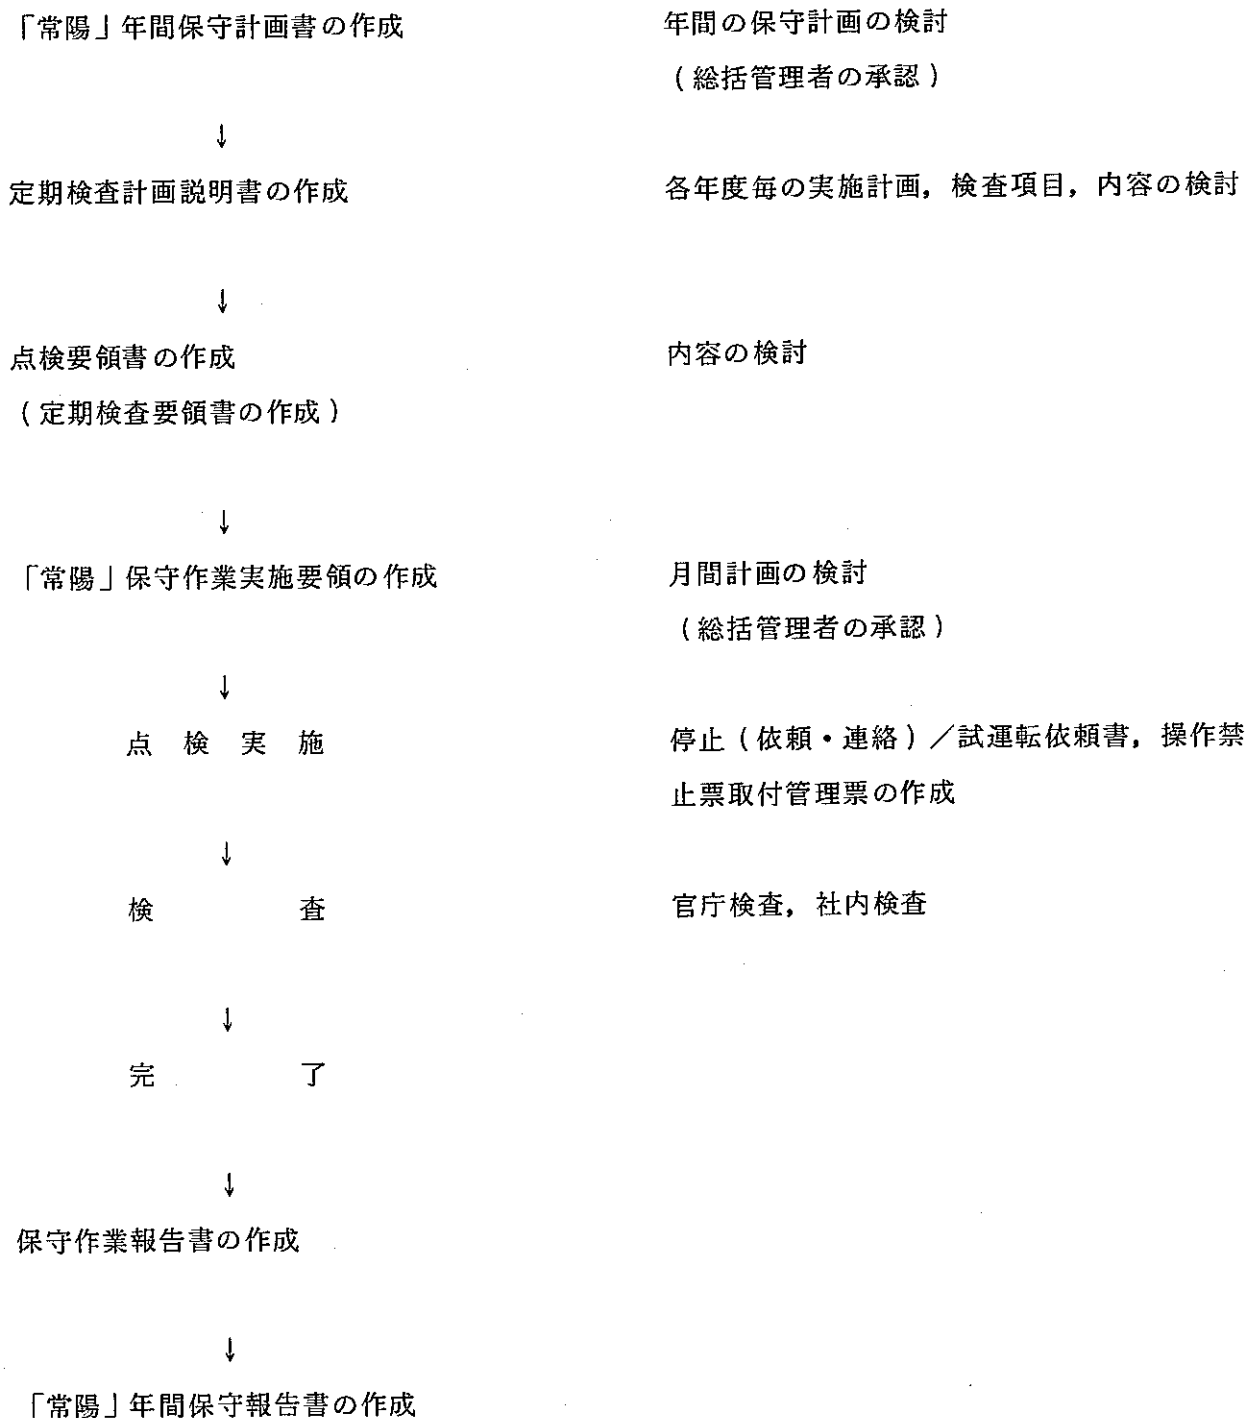 「常陽」年間保守計画書の作成　年間の保守計画の検討
（総括管理者の承認）
↓
定期検査計画説明書の作成　各年度毎の実施計画，検査項目，内容の検討
↓
点検要領書の作成　内容の検討
（定期検査要領書の作成）
↓
「常陽」保守作業実施要領の作成　月間計画の検討
（総括管理者の承認）
↓
点検実施　停止（依頼・連絡）／試運転依頼書，操作禁
止票取付管理票の作成
↓
検査　官庁検査，社内検査
↓
完了
↓
保守作業報告書の作成
↓
「常陽」年間保守報告書の作成